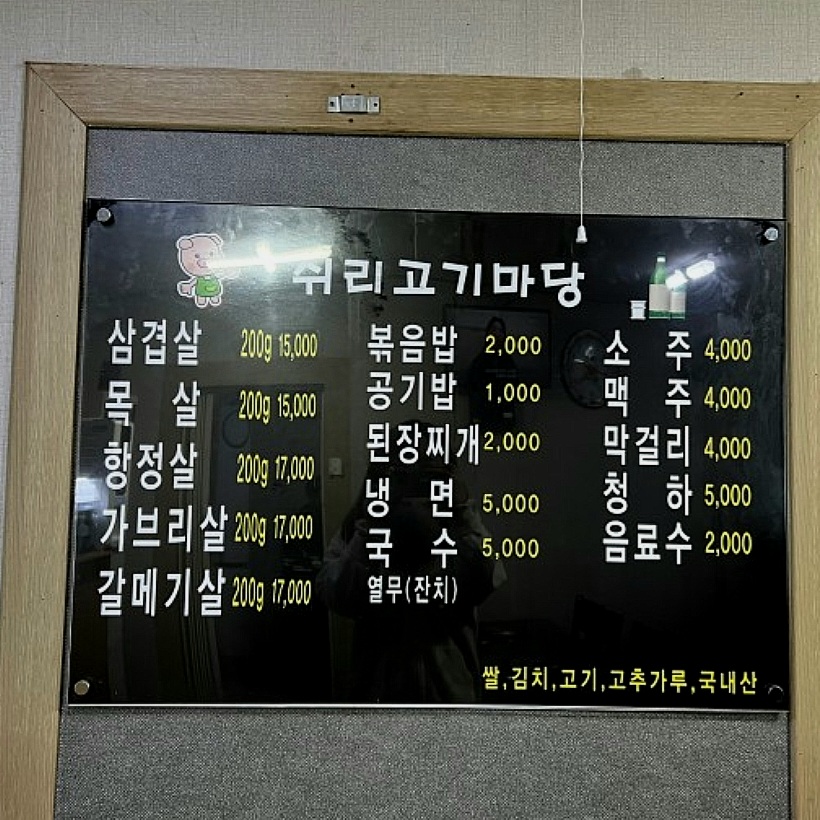 쉬리고기마당
삼겹살 200g 15,000
목 살 200g 15,000
항정살 200g 17,000
가브리살 200g 17,000
갈메기살 200g 17,000
볶음밥 2,000
공기밥 1,000
된장찌개 2,000
냉 면 5,000
국 수 5,000
열무(잔치)
소 주 4,000
맥 주 4,000
막걸리 4,000
청 하 5,000
음료수 2,000
쌀,김치,고기,고추가루,국내산